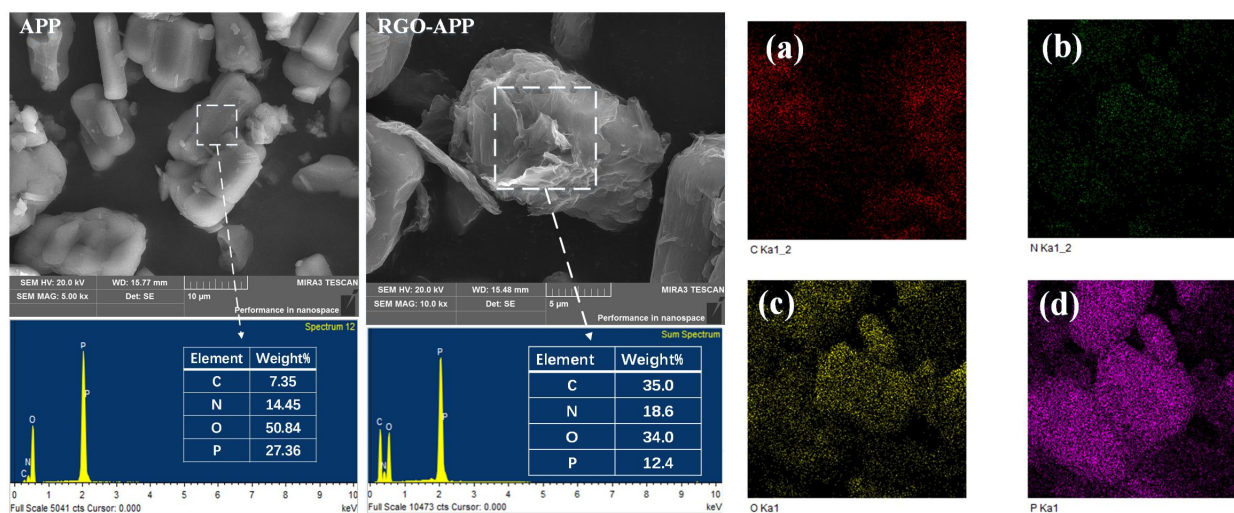 APP
SEM HV: 20.0 kV WD: 15.77 mm MIRA3 TESCAN
SEM MAG: 5.00 kx Det: SE 10 µm
Performance in nanospace
Spectrum 12
Element Weight%
C 7.35
N 14.45
O 50.84
P 27.36
P
P
O
N
C
0 1 2 3 4 5 6 7 8 9 10
Full Scale 5041 cts Cursor: 0.000 keV
RGO-APP
SEM HV: 20.0 kV WD: 15.48 mm MIRA3 TESCAN
SEM MAG: 10.0 kx Det: SE 5 µm
Performance in nanospace
Sum Spectrum
Element Weight%
C 35.0
N 18.6
O 34.0
P 12.4
P
P
C O
N
0 1 2 3 4 5 6 7 8 9 10
Full Scale 10473 cts Cursor: 0.000 keV
(a)
C Ka1_2
(b)
N Ka1_2
(c)
O Ka1
(d)
P Ka1